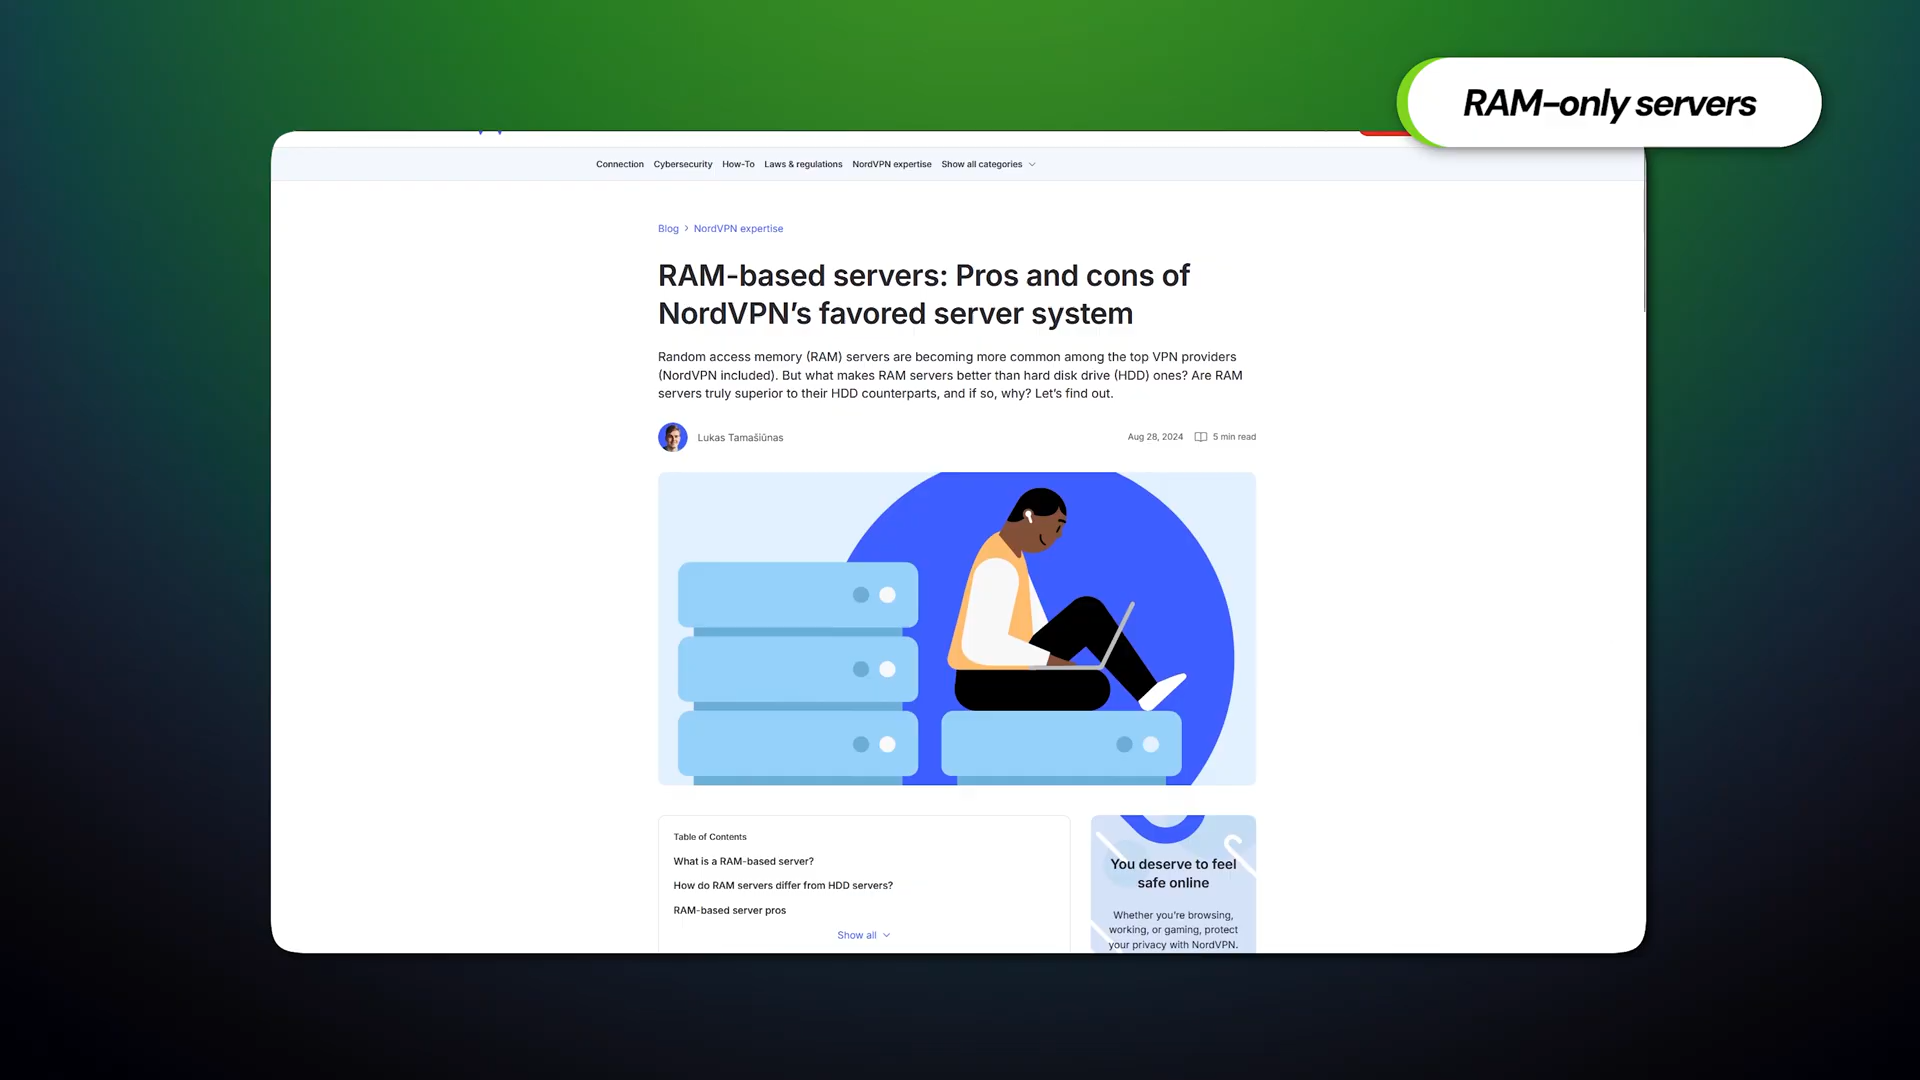 RAM-only servers
Connection Cybersecurity How-To Laws & regulations NordVPN expertise Show all categories
Blog > NordVPN expertise
RAM-based servers: Pros and cons of
NordVPN’s favored server system
Random access memory (RAM) servers are becoming more common among the top VPN providers
(NordVPN included). But what makes RAM servers better than hard disk drive (HDD) ones? Are RAM
servers truly superior to their HDD counterparts, and if so, why? Let’s find out.
Lukas Tamašiūnas
Aug 28, 2024 5 min read
Table of Contents
What is a RAM-based server?
How do RAM servers differ from HDD servers?
RAM-based server pros
Show all
You deserve to feel
safe online
Whether you’re browsing,
working, or gaming, protect
your privacy with NordVPN.